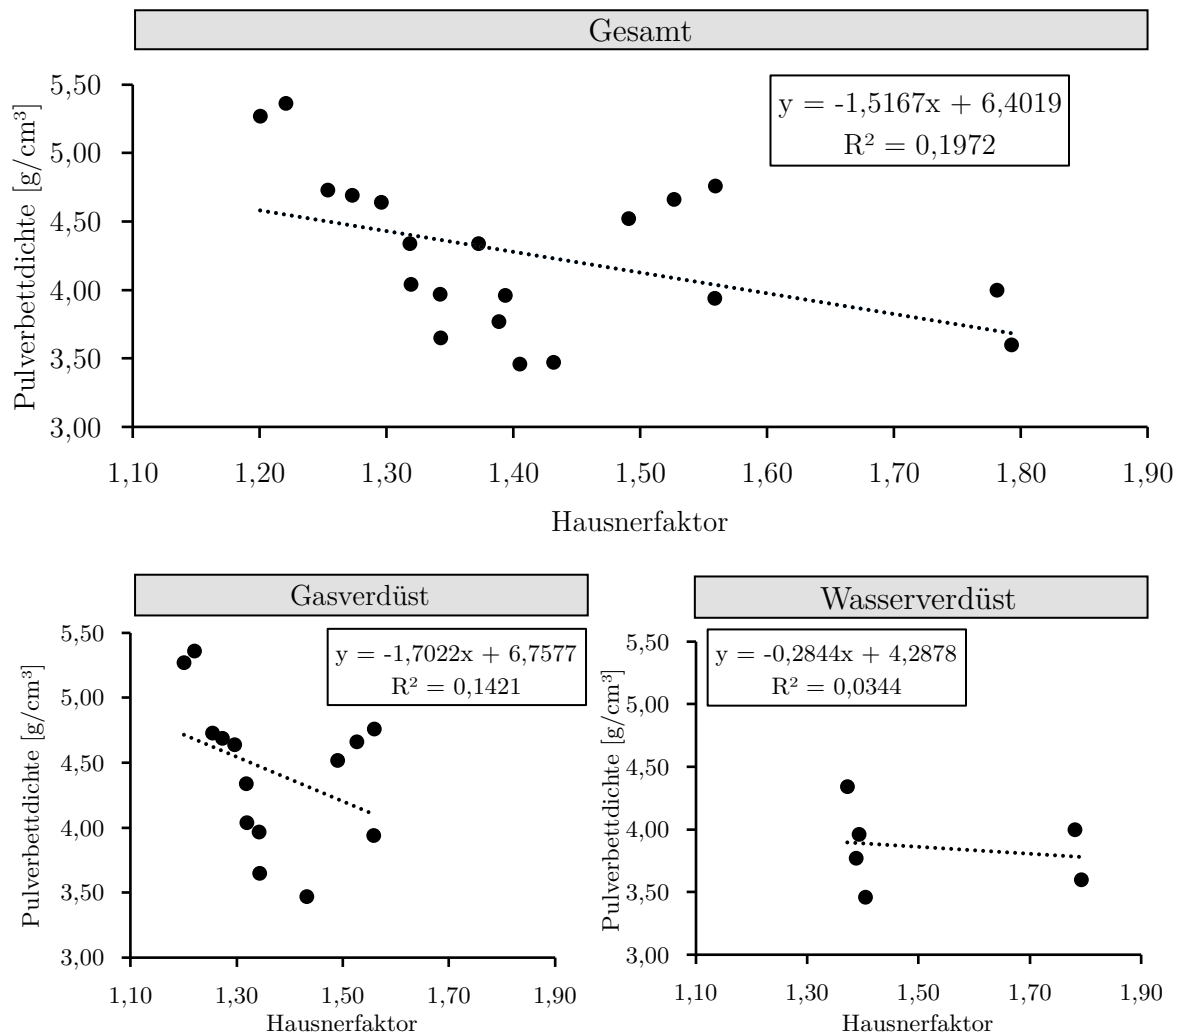 Gesamt
y = -1,5167x + 6,4019
R² = 0,1972
Pulverbettdichte [g/cm³]
5,50
5,00
4,50
4,00
3,50
3,00
1,10 1,20 1,30 1,40 1,50 1,60 1,70 1,80 1,90
Hausnerfaktor
Gasverdüst
y = -1,7022x + 6,7577
R² = 0,1421
Pulverbettdichte [g/cm³]
5,50
5,00
4,50
4,00
3,50
3,00
1,10 1,30 1,50 1,70 1,90
Hausnerfaktor
Wasserverdüst
y = -0,2844x + 4,2878
R² = 0,0344
Pulverbettdichte [g/cm³]
5,50
5,00
4,50
4,00
3,50
3,00
1,10 1,30 1,50 1,70 1,90
Hausnerfaktor